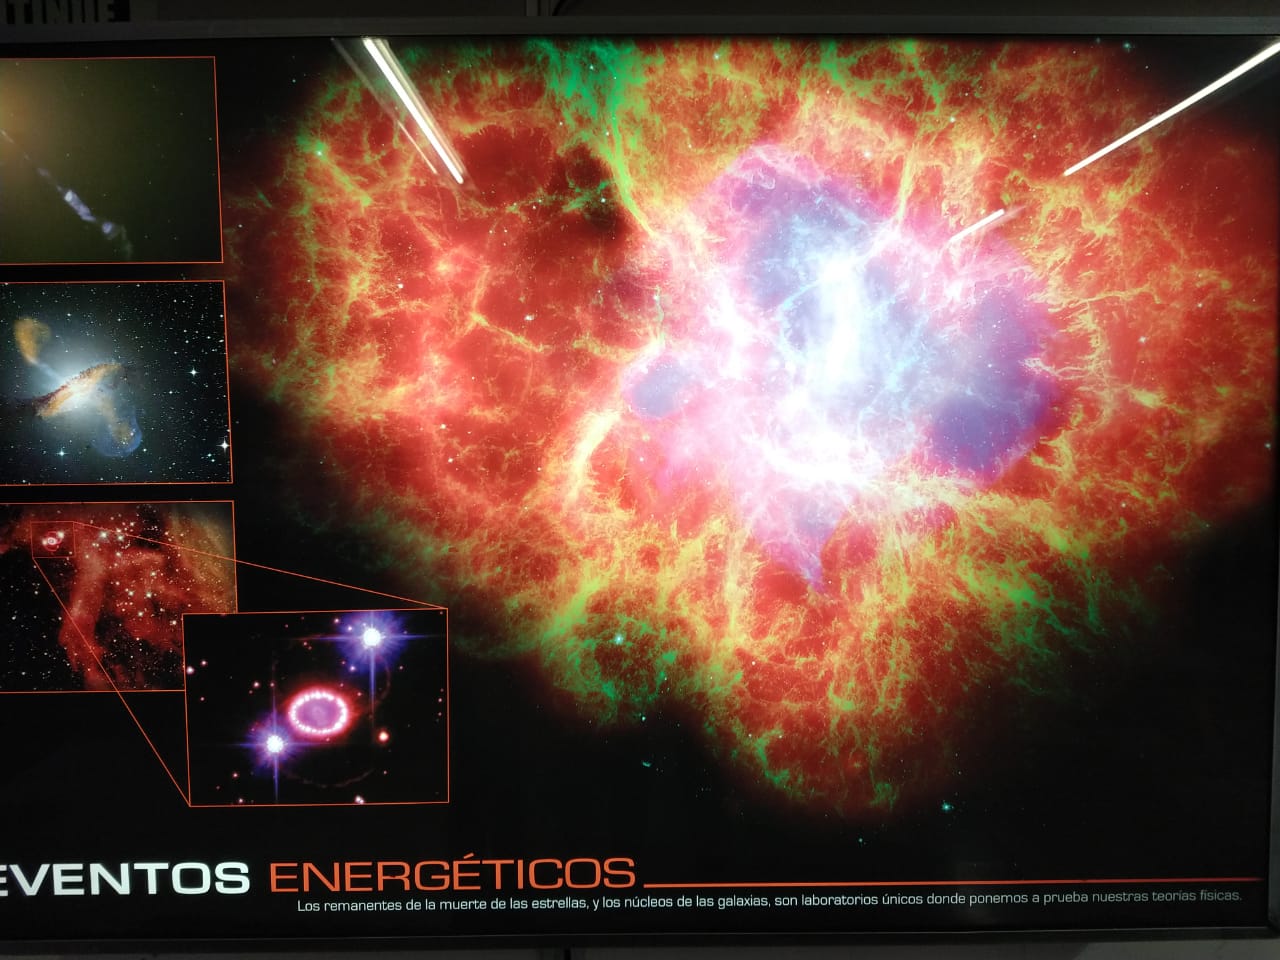 EVENTOS ENERGÉTICOS
Los remanentes de la muerte de las estrellas, y los núcleos de las galaxias, son laboratorios únicos donde ponemos a prueba nuestras teorías físicas.